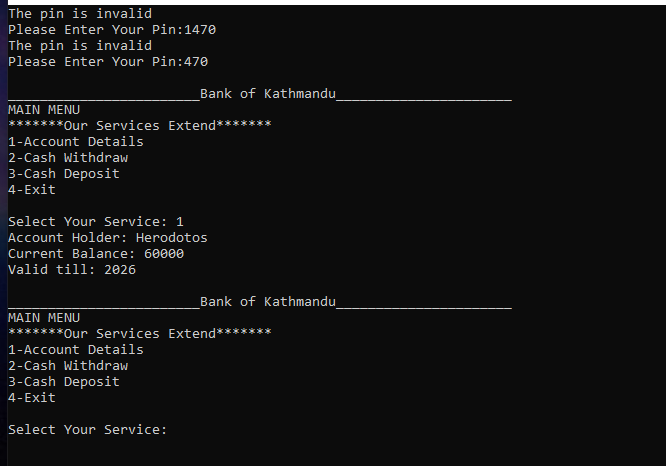 The pin is invalid
Please Enter Your Pin:1470
The pin is invalid
Please Enter Your Pin:470
________________________Bank of Kathmandu______________________
MAIN MENU
*******Our Services Extend*******
1-Account Details
2-Cash Withdraw
3-Cash Deposit
4-Exit
Select Your Service: 1
Account Holder: Herodotos
Current Balance: 60000
Valid till: 2026
________________________Bank of Kathmandu______________________
MAIN MENU
*******Our Services Extend*******
1-Account Details
2-Cash Withdraw
3-Cash Deposit
4-Exit
Select Your Service: